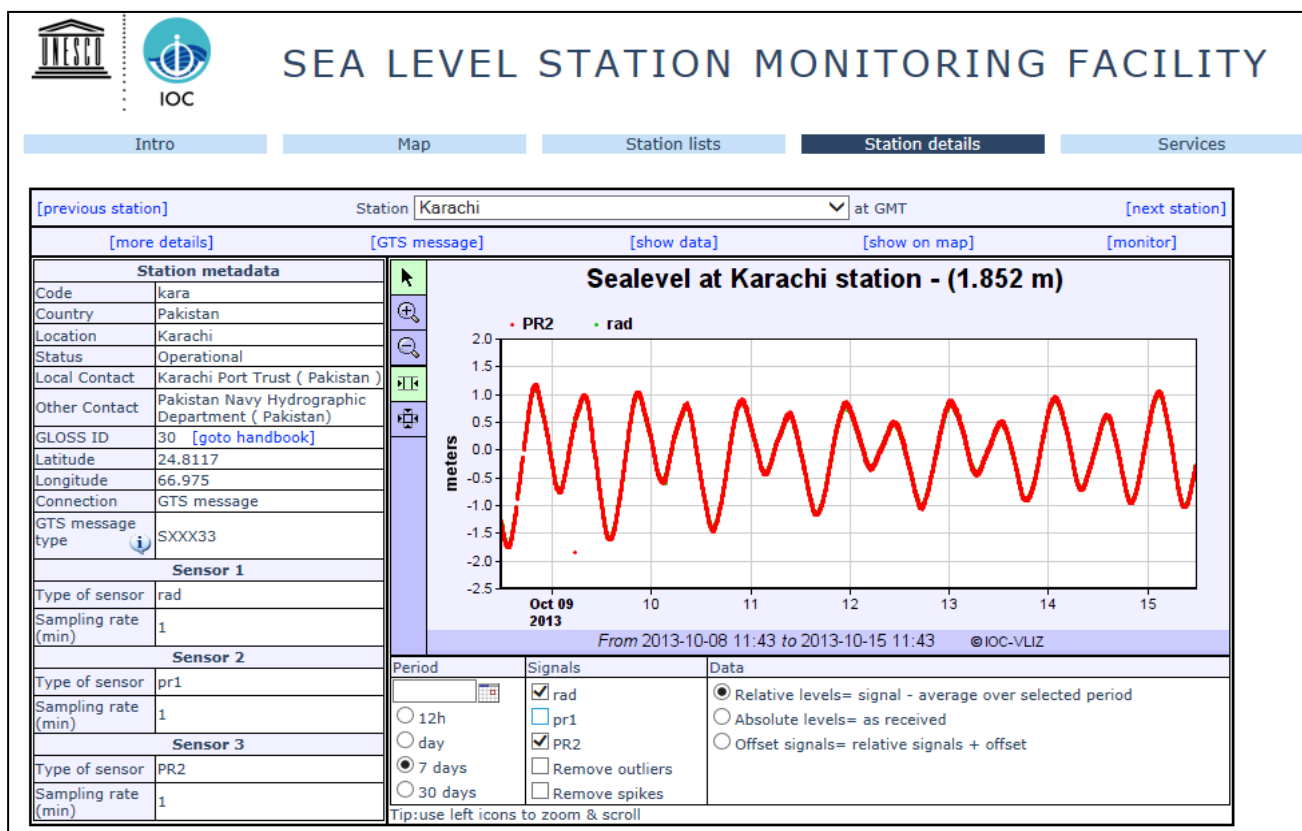 UNESCO
IOC
SEA LEVEL STATION MONITORING FACILITY
Intro Map Station lists Station details Services
[previous station] Station Karachi at GMT [next station]
[more details] [GTS message] [show data] [show on map] [monitor]
Station metadata
Code kara
Country Pakistan
Location Karachi
Status Operational
Local Contact Karachi Port Trust ( Pakistan )
Other Contact Pakistan Navy Hydrographic
Department ( Pakistan)
GLOSS ID 30 [goto handbook]
Latitude 24.8117
Longitude 66.975
Connection GTS message
GTS message
type i SXXX33
Sensor 1
Type of sensor rad
Sampling rate
(min) 1
Sensor 2
Type of sensor pr1
Sampling rate
(min) 1
Sensor 3
Type of sensor PR2
Sampling rate
(min) 1
Sealevel at Karachi station - (1.852 m)
PR2 rad
meters
2.0
1.5
1.0
0.5
0.0
-0.5
-1.0
-1.5
-2.0
-2.5
Oct 09 10 11 12 13 14 15
2013
From 2013-10-08 11:43 to 2013-10-15 11:43 ©IOC-VLIZ
Period Signals Data
12h
day
7 days
30 days
rad
pr1
PR2
Remove outliers
Remove spikes
Relative levels= signal - average over selected period
Absolute levels= as received
Offset signals= relative signals + offset
Tip:use left icons to zoom & scroll